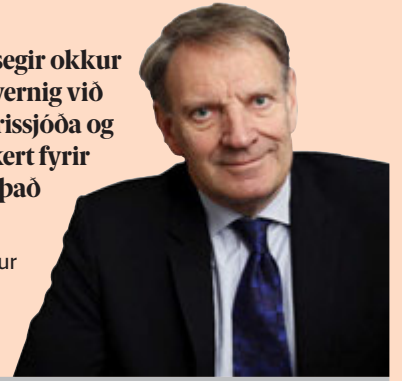 segir okkur
vernig við
rissjóða og
kert fyrir
það
ur